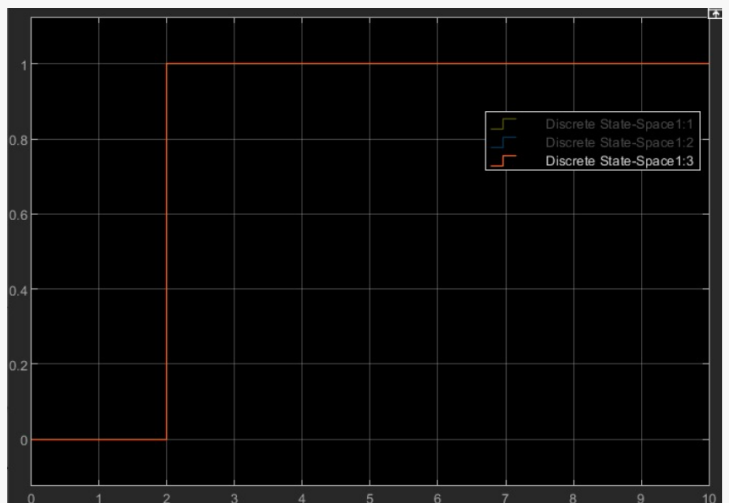 1
0.8
0.6
0.4
0.2
0
Discrete State-Space1:1
Discrete State-Space1:2
Discrete State-Space1:3
0 1 2 3 4 5 6 7 8 9 10